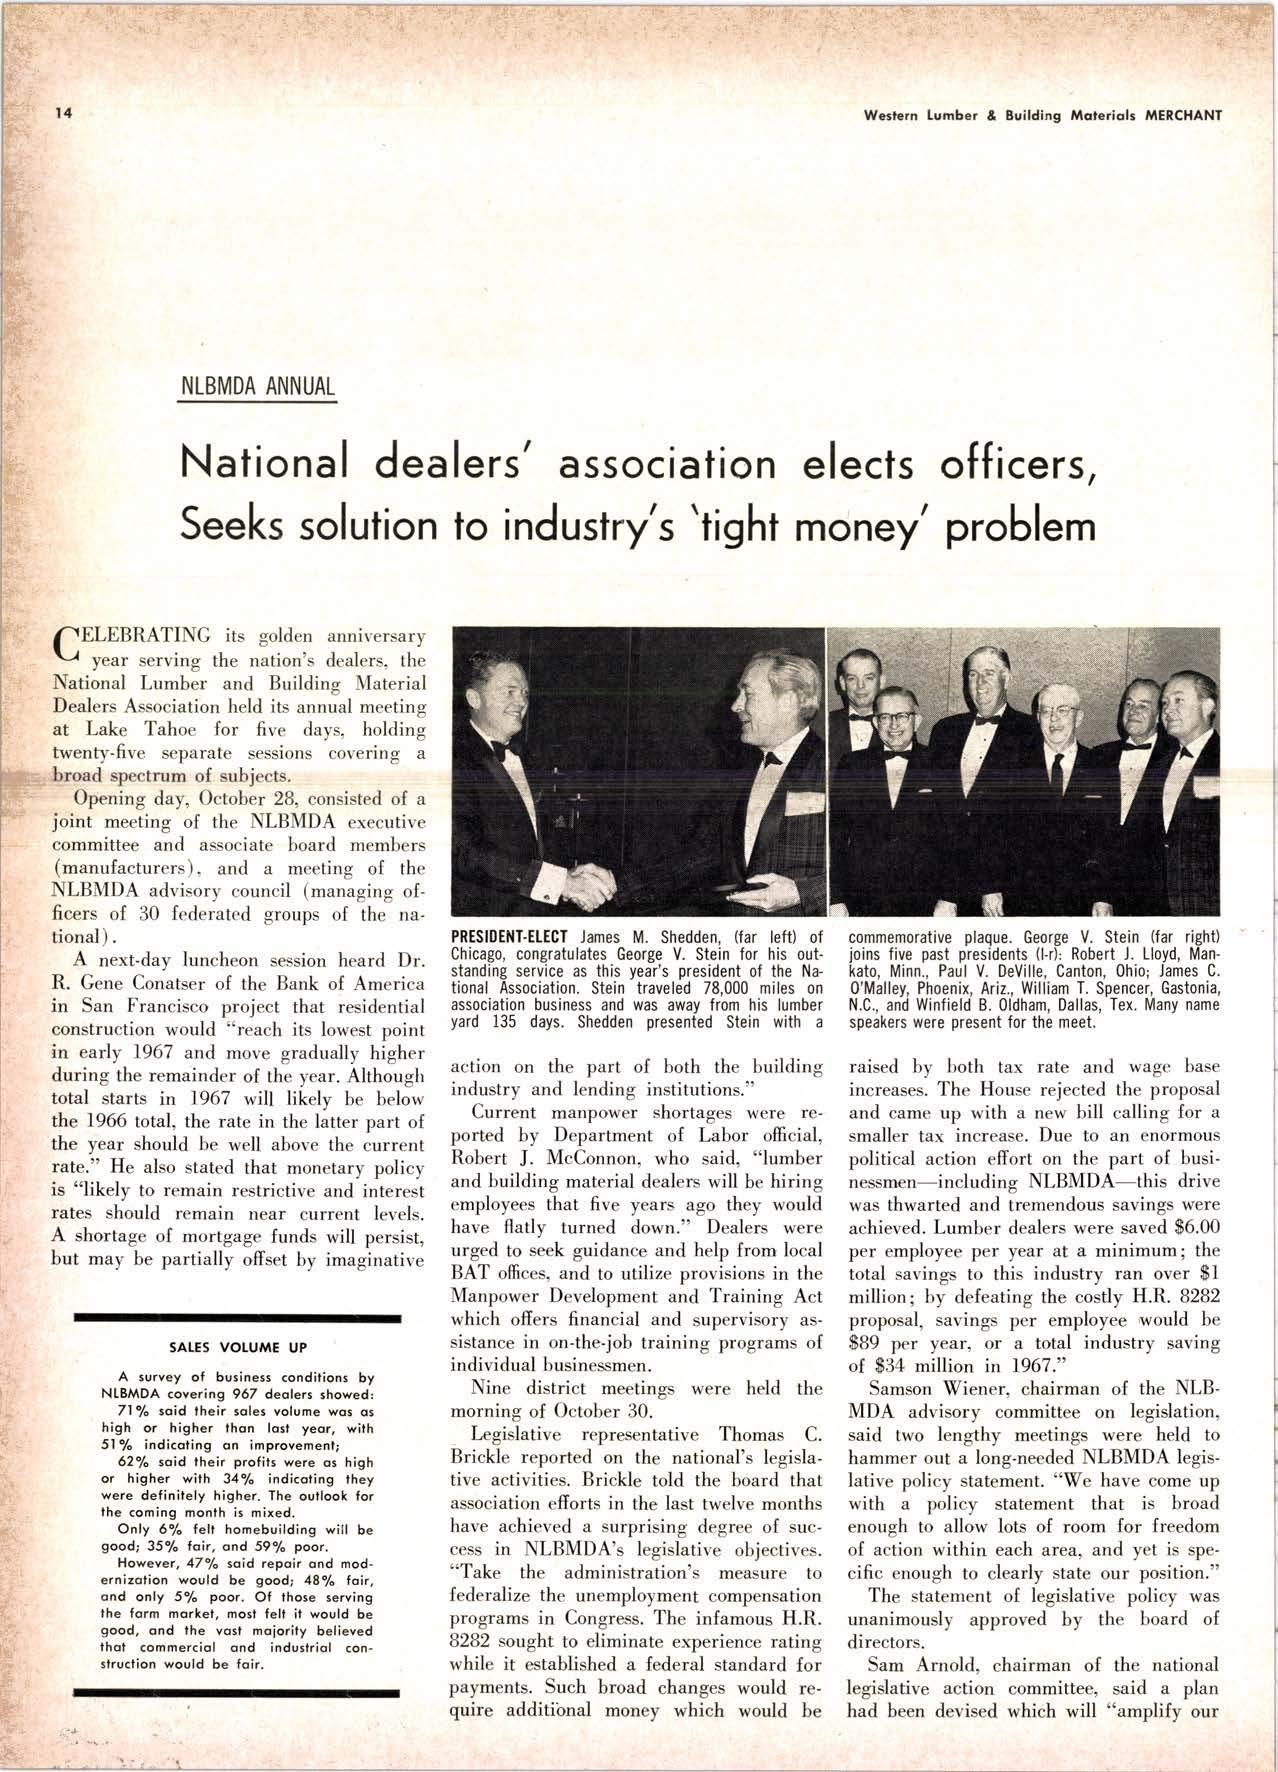 14
Western Lumber & Building Materials MERCHANT
NLBMDA ANNUAL
National dealers' association elects officers,
Seeks solution to industry's 'tight money' problem
CELEBRATING its golden anniversary
year serving the nation's dealers, the
National Lumber and Building Material
Dealers Association held its annual meeting
at Lake Tahoe for five days, holding
twenty-five separate sessions covering a
broad spectrum of subjects.
Opening day, October 28, consisted of a
joint meeting of the NLBMDA executive
committee and associate board members
(manufacturers), and a meeting of the
NLBMDA advisory council (managing of-
ficers of 30 federated groups of the na-
tional).
A next-day luncheon session heard Dr.
R. Gene Conatser of the Bank of America
in San Francisco project that residential
construction would "reach its lowest point
in early 1967 and move gradually higher
during the remainder of the year. Although
total starts in 1967 will likely be below
the 1966 total, the rate in the latter part of
the year should be well above the current
rate." He also stated that monetary policy
is "likely to remain restrictive and interest
rates should remain near current levels.
A shortage of mortgage funds will persist,
but may be partially offset by imaginative
SALES VOLUME UP
A survey of business conditions by
NLBMDA covering 967 dealers showed:
71% said their sales volume was as
high or higher than last year, with
51% indicating an improvement;
62% said their profits were as high
or higher with 34% indicating they
were definitely higher. The outlook for
the coming month is mixed.
Only 6% felt homebuilding will be
good; 35% fair, and 59% poor.
However, 47% said repair and mod-
ernization would be good; 48% fair,
and only 5% poor. Of those serving
the farm market, most felt it would be
good, and the vast majority believed
that commercial and industrial con-
struction would be fair.
PRESIDENT-ELECT James M. Shedden, (far left) of
Chicago, congratulates George V. Stein for his out-
standing service as this year's president of the Na-
tional Association. Stein traveled 78,000 miles on
association business and was away from his lumber
yard 135 days. Shedden presented Stein with a
commemorative plaque. George V. Stein (far right)
joins five past presidents (l-r): Robert J. Lloyd, Man-
kato, Minn., Paul V. DeVille, Canton, Ohio; James C.
O'Malley, Phoenix, Ariz., William T. Spencer, Gastonia,
N.C., and Winfield B. Oldham, Dallas, Tex. Many name
speakers were present for the meet.
action on the part of both the building
industry and lending institutions."
Current manpower shortages were re-
ported by Department of Labor official,
Robert J. McConnon, who said, "lumber
and building material dealers will be hiring
employees that five years ago they would
have flatly turned down." Dealers were
urged to seek guidance and help from local
BAT offices, and to utilize provisions in the
Manpower Development and Training Act
which offers financial and supervisory as-
sistance in on-the-job training programs of
individual businessmen.
Nine district meetings were held the
morning of October 30.
Legislative representative Thomas C.
Brickle reported on the national's legisla-
tive activities. Brickle told the board that
association efforts in the last twelve months
have achieved a surprising degree of suc-
cess in NLBMDA's legislative objectives.
"Take the administration's measure to
federalize the unemployment compensation
programs in Congress. The infamous H.R.
8282 sought to eliminate experience rating
while it established a federal standard for
payments. Such broad changes would re-
quire additional money which would be
raised by both tax rate and wage base
increases. The House rejected the proposal
and came up with a new bill calling for a
smaller tax increase. Due to an enormous
political action effort on the part of busi-
nessmen—including NLBMDA—this drive
was thwarted and tremendous savings were
achieved. Lumber dealers were saved $6.00
per employee per year at a minimum; the
total savings to this industry ran over $1
million; by defeating the costly H.R. 8282
proposal, savings per employee would be
$89 per year, or a total industry saving
of $34 million in 1967."
Samson Wiener, chairman of the NLB-
MDA advisory committee on legislation,
said two lengthy meetings were held to
hammer out a long-needed NLBMDA legis-
lative policy statement. "We have come up
with a policy statement that is broad
enough to allow lots of room for freedom
of action within each area, and yet is spe-
cific enough to clearly state our position."
The statement of legislative policy was
unanimously approved by the board of
directors.
Sam Arnold, chairman of the national
legislative action committee, said a plan
had been devised which will "amplify our